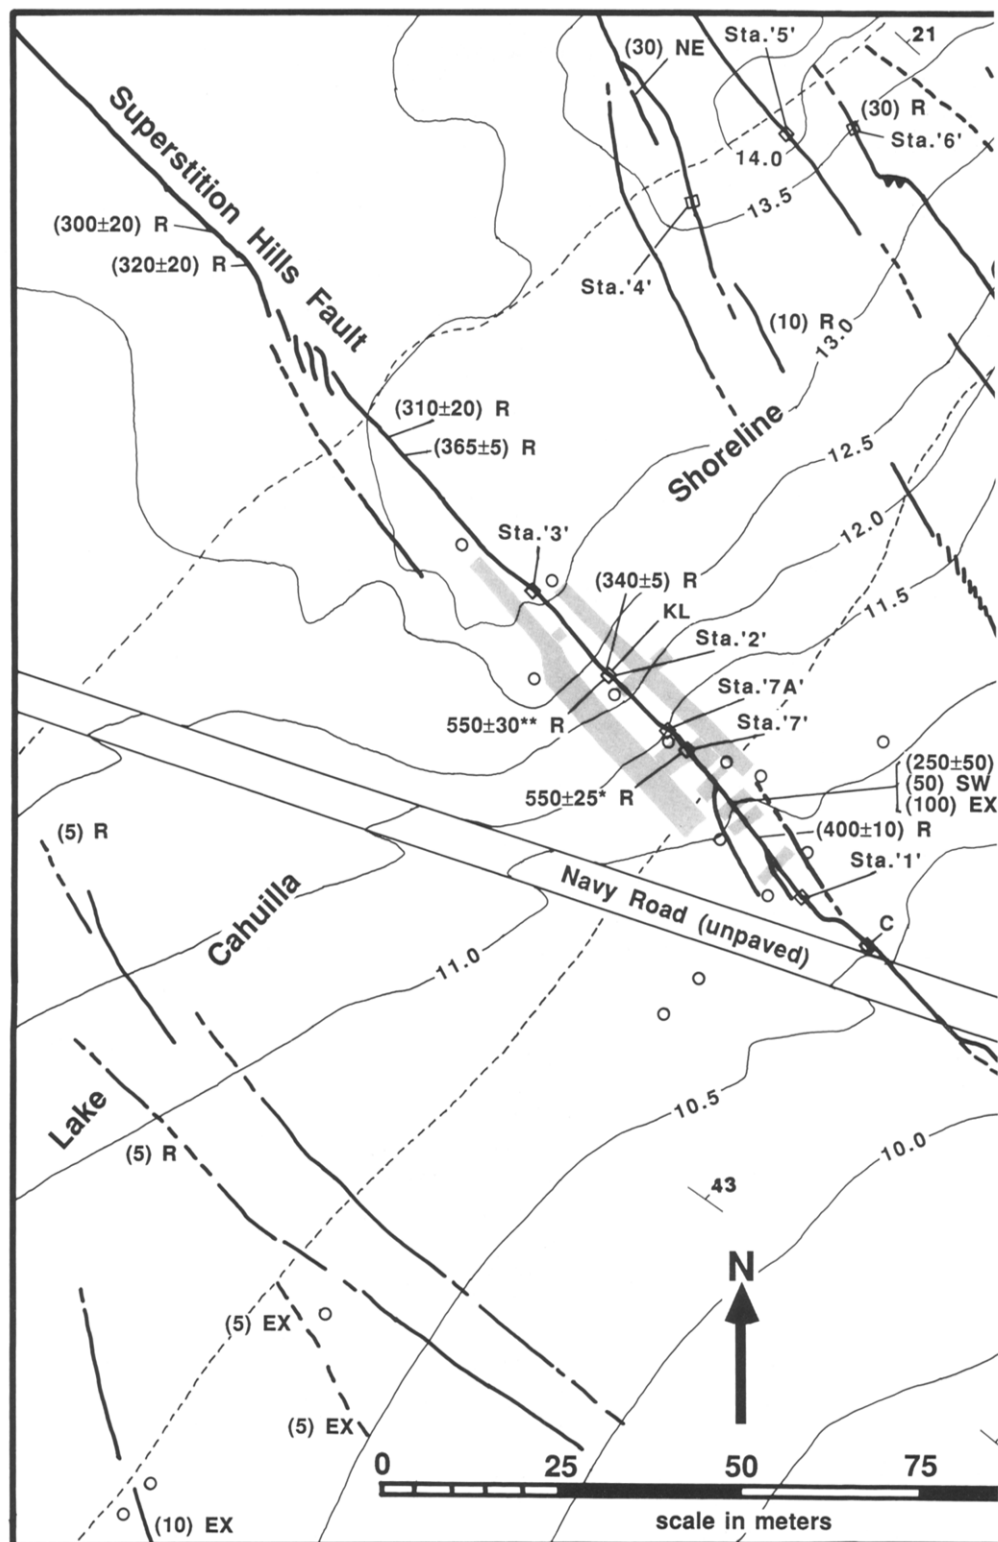 Sta.'5'
21
(30) NE
(30) R
Sta.'6'
14.0
13.5
Superstition Hills Fault
(300±20) R
(320±20) R
Sta.'4'
(10) R
13.0
(310±20) R
(365±5) R
Shoreline
12.5
Sta.'3'
12.0
(340±5) R
KL
11.5
Sta.'2'
Sta.'7A'
550±30** R
Sta.'7'
(250±50)
(50) SW
(100) EX
550±25* R
(5) R
(400±10) R
Sta.'1'
Navy Road (unpaved)
Cahuilla
C
11.0
Lake
10.5
(5) R
10.0
43
N
(5) EX
(5) EX
0 25 50 75
(10) EX
scale in meters